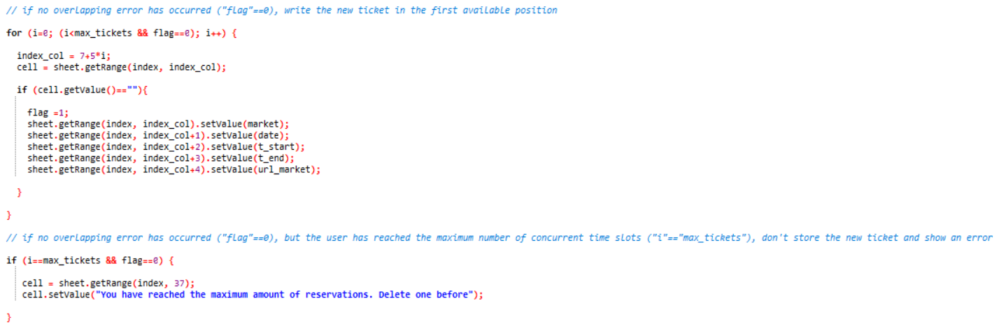 // if no overlapping error has occurred ("flag"==0), write the new ticket in the first available position
for (i=0; (i<max_tickets && flag==0); i++) {
index_col = 7+5*i;
cell = sheet.getRange(index, index_col);
if (cell.getValue()==""){
flag =1;
sheet.getRange(index, index_col).setValue(market);
sheet.getRange(index, index_col+1).setValue(date);
sheet.getRange(index, index_col+2).setValue(t_start);
sheet.getRange(index, index_col+3).setValue(t_end);
sheet.getRange(index, index_col+4).setValue(url_market);
}
}
// if no overlapping error has occurred ("flag"==0), but the user has reached the maximum number of concurrent time slots ("i"=="max_tickets"), don't store the new ticket and show an error
if (i==max_tickets && flag==0) {
cell = sheet.getRange(index, 37);
cell.setValue("You have reached the maximum amount of reservations. Delete one before");
}